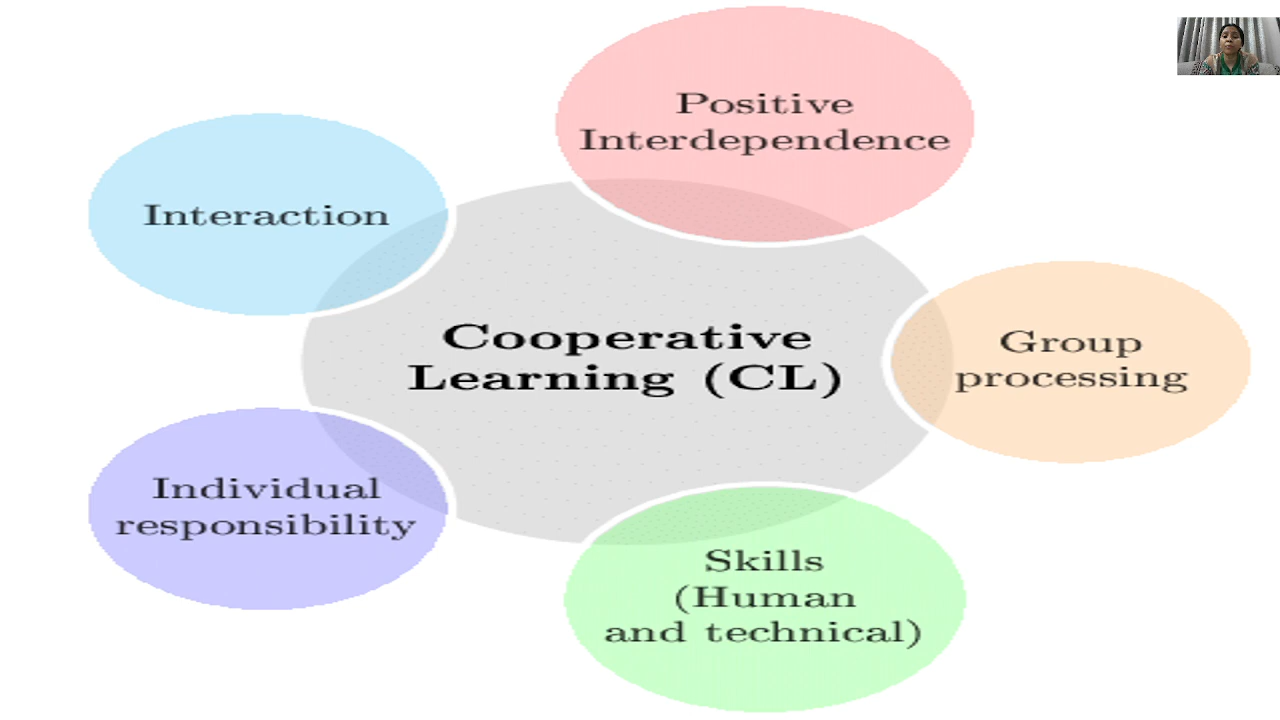 Positive
Interdependence
Interaction
Cooperative
Learning (CL)
Group
processing
Individual
responsibility
Skills
(Human
and technical)